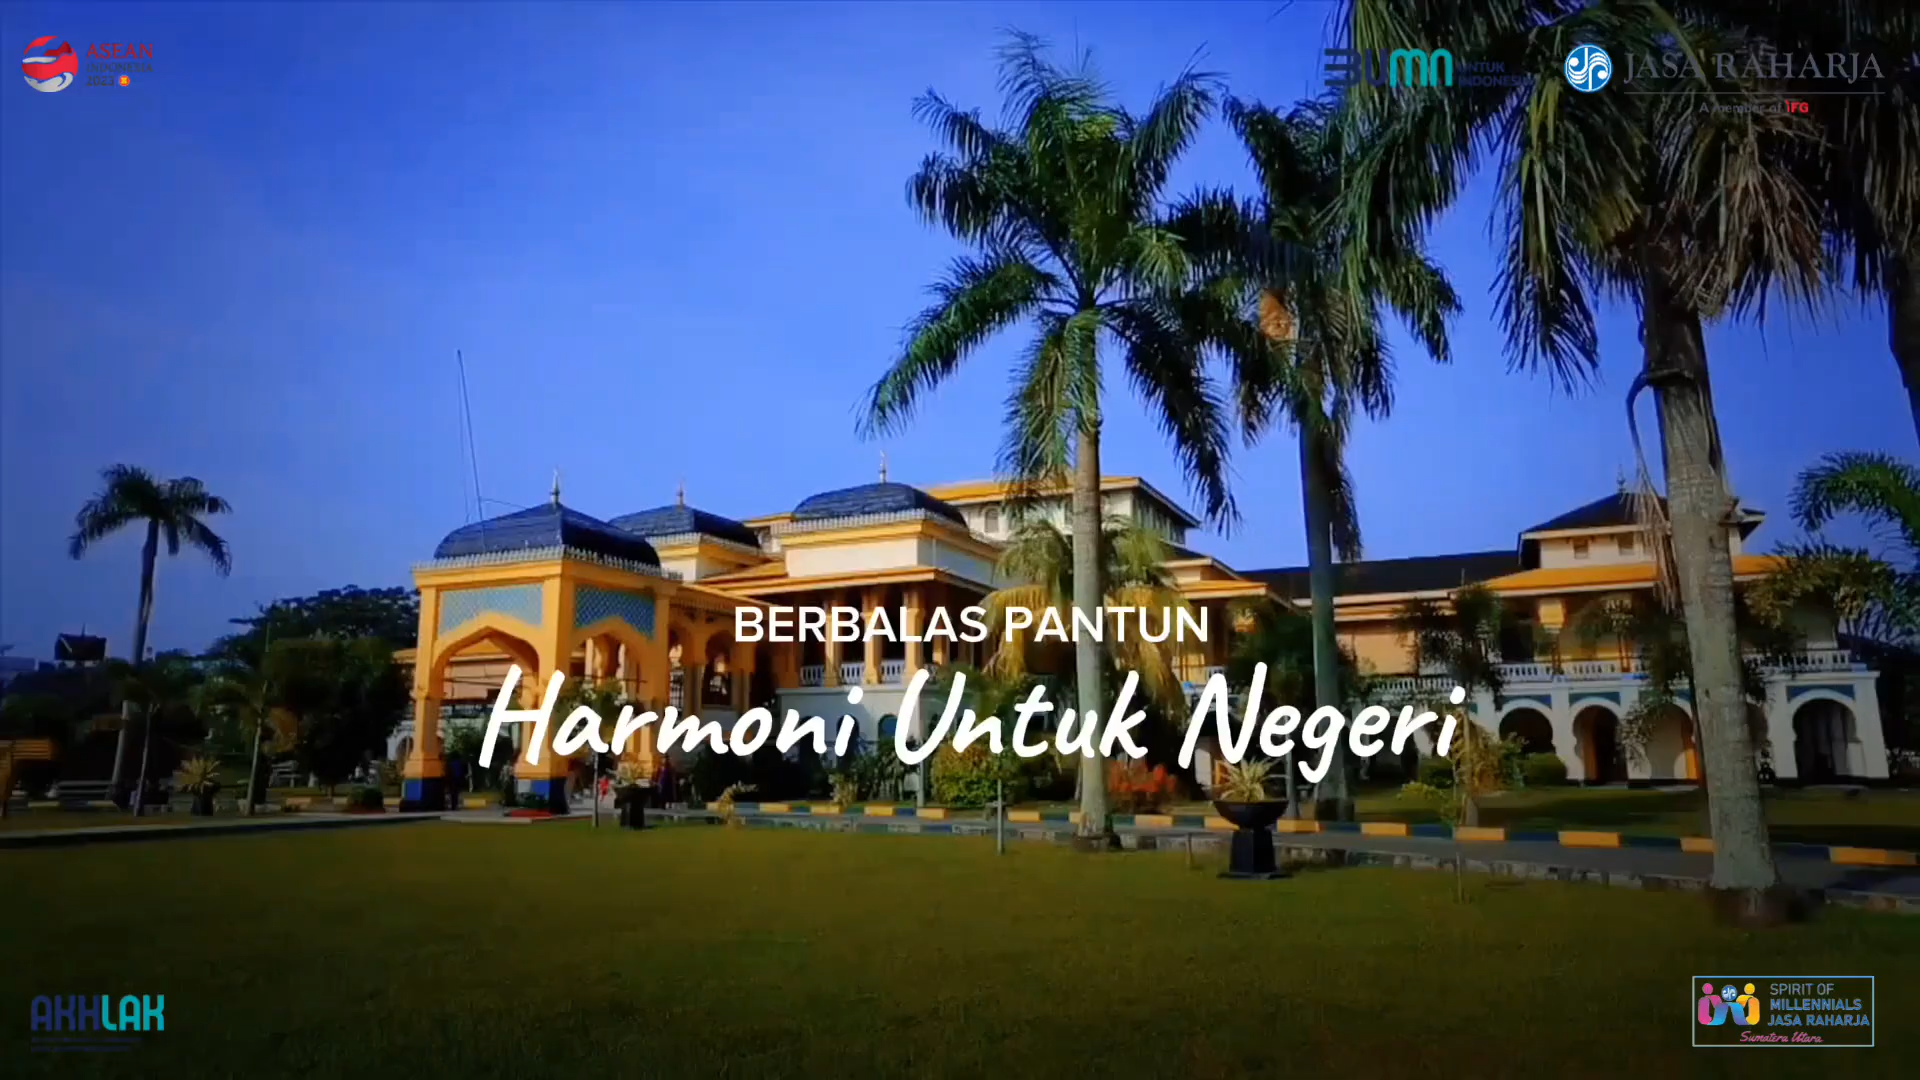 ASEAN
INDONESIA
2023
BUMN
UNTUK
INDONESIA
JASA RAHARJA
A member of IFG
BERBALAS PANTUN
Harmoni Untuk Negeri
AKHLAK
SPIRIT OF
MILLENNIALS
JASA RAHARJA
Sumatera Utara